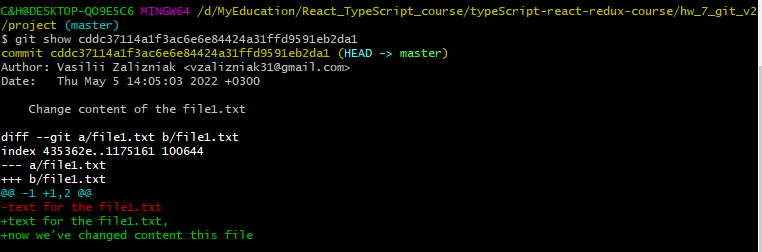 C&H@DESKTOP-QO9E5C6 MINGW64 /d/MyEducation/React_TypeScript_course/typeScript-react-redux-course/hw_7_git_v2
/project (master)
$ git show cddc37114a1f3ac6e6e84424a31ffd9591eb2da1
commit cddc37114a1f3ac6e6e84424a31ffd9591eb2da1 (HEAD -> master)
Author: Vasilii Zalizniak <vzalizniak31@gmail.com>
Date:   Thu May 5 14:05:03 2022 +0300
    Change content of the file1.txt
diff --git a/file1.txt b/file1.txt
index 435362e..1175161 100644
--- a/file1.txt
+++ b/file1.txt
@@ -1 +1,2 @@
-text for the file1.txt
+text for the file1.txt,
+now we've changed content this file